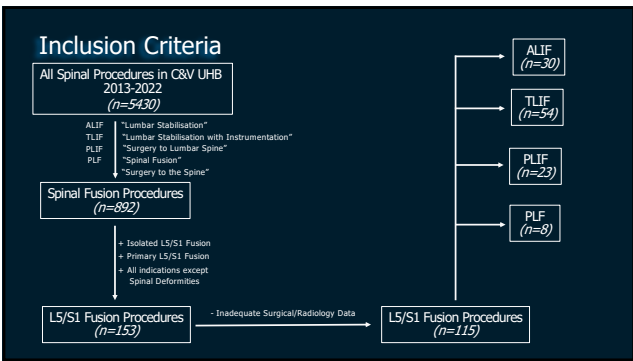 Inclusion Criteria
All Spinal Procedures in C&V UHB
2013-2022
(n=5430)
ALIF
TLIF
PLIF
PLF
“Lumbar Stabilisation”
“Lumbar Stabilisation with Instrumentation”
“Surgery to Lumbar Spine”
“Spinal Fusion”
“Surgery to the Spine”
Spinal Fusion Procedures
(n=892)
+ Isolated L5/S1 Fusion
+ Primary L5/S1 Fusion
+ All indications except
Spinal Deformities
L5/S1 Fusion Procedures
(n=153)
- Inadequate Surgical/Radiology Data
L5/S1 Fusion Procedures
(n=115)
ALIF
(n=30)
TLIF
(n=54)
PLIF
(n=23)
PLF
(n=8)